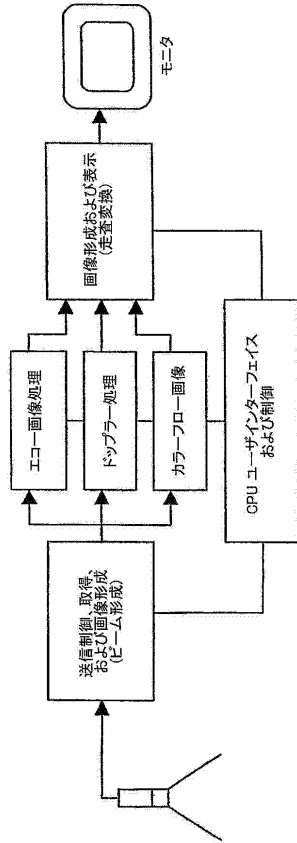 送信制御、取得、
および画像形成
(ビーム形成)
エコー画像処理
ドップラー処理
カラーフロー画像
画像形成および表示
(走査変換)
モニタ
CPU ユーザインターフェイス
および制御